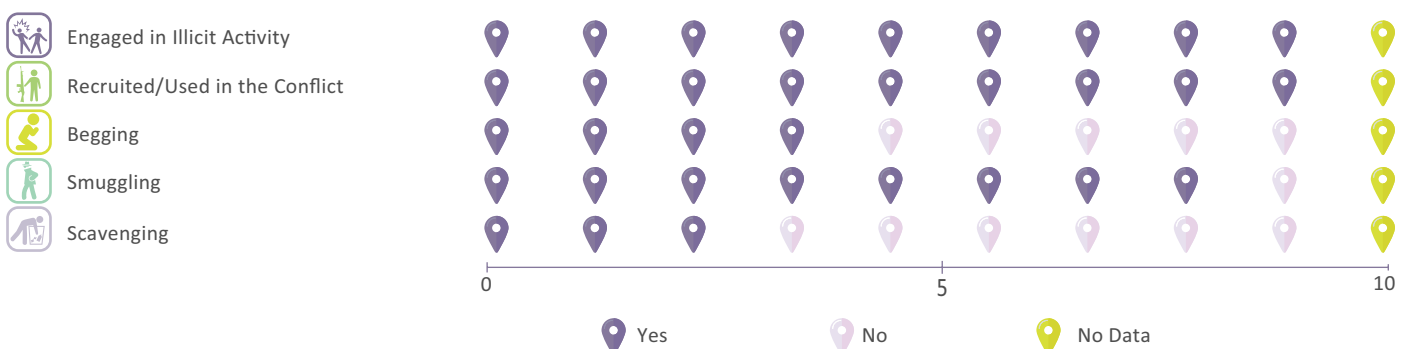 Engaged in Illicit Activity
Recruited/Used in the Conflict
Begging
Smuggling
Scavenging
0 5 10
Yes No No Data